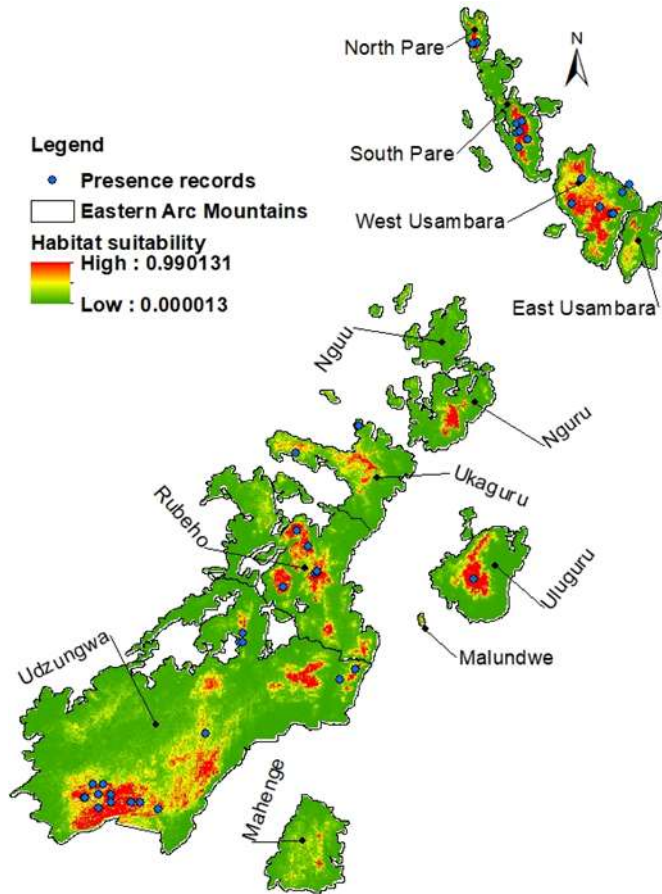 North Pare
N
South Pare
Legend
Presence records
Eastern Arc Mountains
Habitat suitability
High : 0.990131
Low : 0.000013
West Usambara
East Usambara
Nguu
Nguru
Ukaguru
Rubeho
Uluguru
Malundwe
Udzungwa
Mahenge